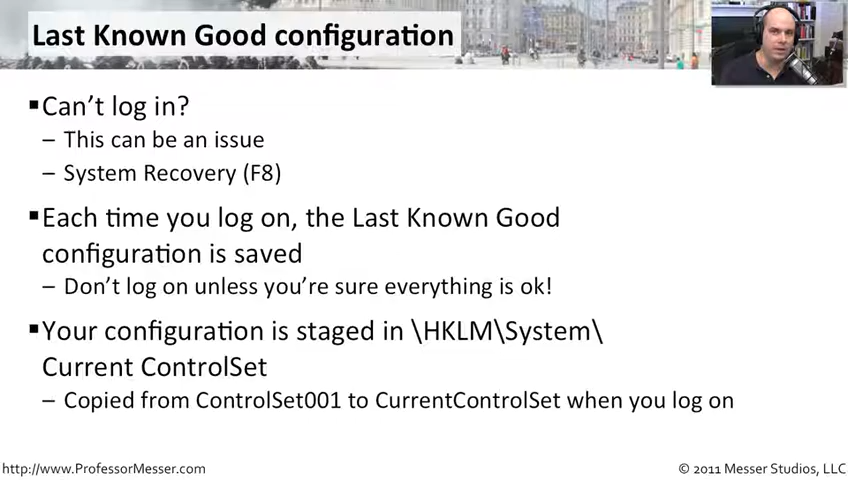 Last Known Good configuration
▪Can't log in?
– This can be an issue
– System Recovery (F8)
▪Each time you log on, the Last Known Good
configuration is saved
– Don't log on unless you're sure everything is ok!
▪Your configuration is staged in \HKLM\System\
Current ControlSet
– Copied from ControlSet001 to CurrentControlSet when you log on
http://www.ProfessorMesser.com
© 2011 Messer Studios, LLC